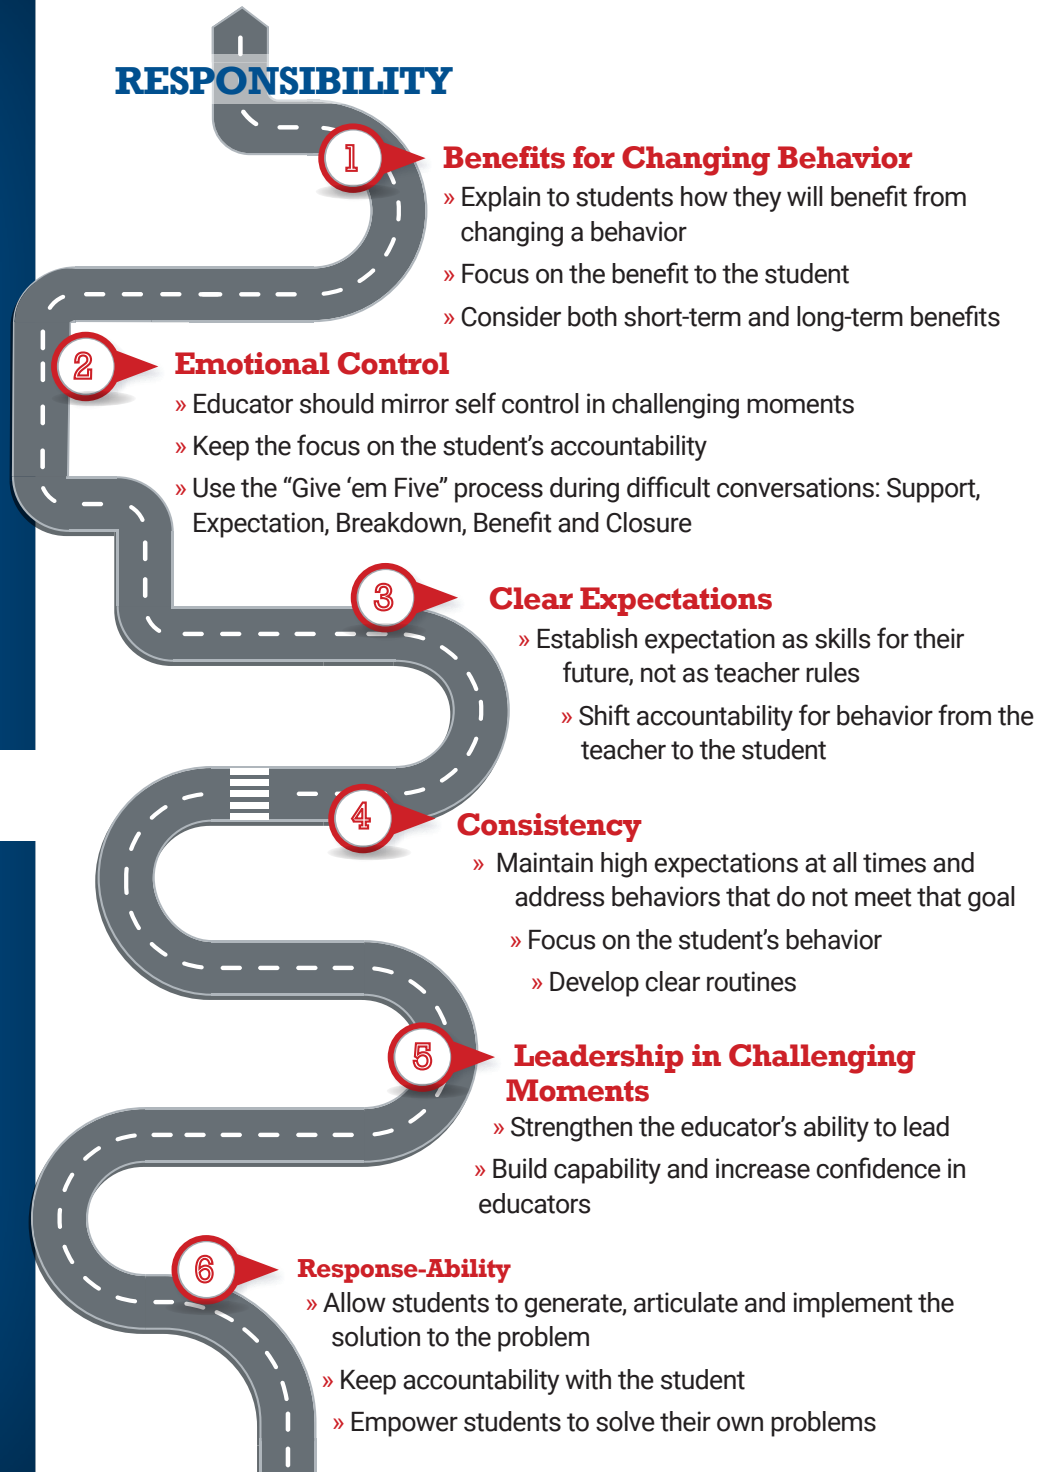 RESPONSIBILITY
1
Benefits for Changing Behavior
» Explain to students how they will benefit from
changing a behavior
» Focus on the benefit to the student
» Consider both short-term and long-term benefits
2
Emotional Control
» Educator should mirror self control in challenging moments
» Keep the focus on the student’s accountability
» Use the “Give ‘em Five” process during difficult conversations: Support,
Expectation, Breakdown, Benefit and Closure
3
Clear Expectations
» Establish expectation as skills for their
future, not as teacher rules
» Shift accountability for behavior from the
teacher to the student
4
Consistency
» Maintain high expectations at all times and
address behaviors that do not meet that goal
» Focus on the student’s behavior
» Develop clear routines
5
Leadership in Challenging
Moments
» Strengthen the educator’s ability to lead
» Build capability and increase confidence in
educators
6
Response-Ability
» Allow students to generate, articulate and implement the
solution to the problem
» Keep accountability with the student
» Empower students to solve their own problems